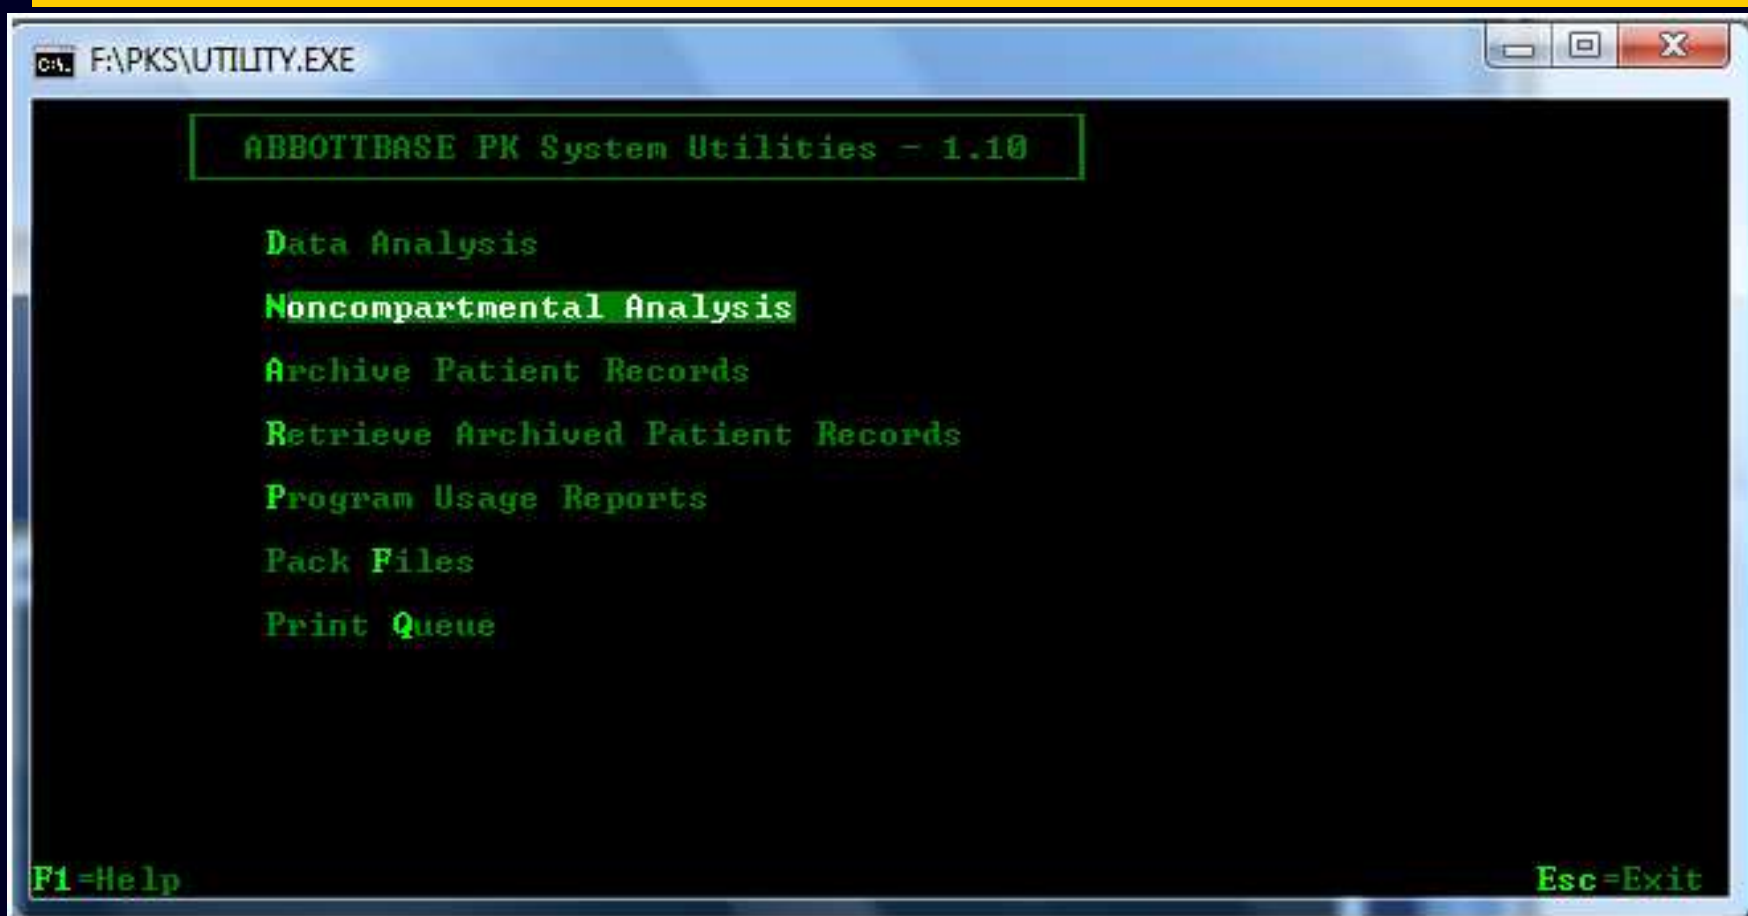 F:\PKS\UTILITY.EXE
ABBOTTBASE PK System Utilities - 1.10
Data Analysis
Noncompartmental Analysis
Archive Patient Records
Retrieve Archived Patient Records
Program Usage Reports
Pack Files
Print Queue
F1=Help Esc=Exit